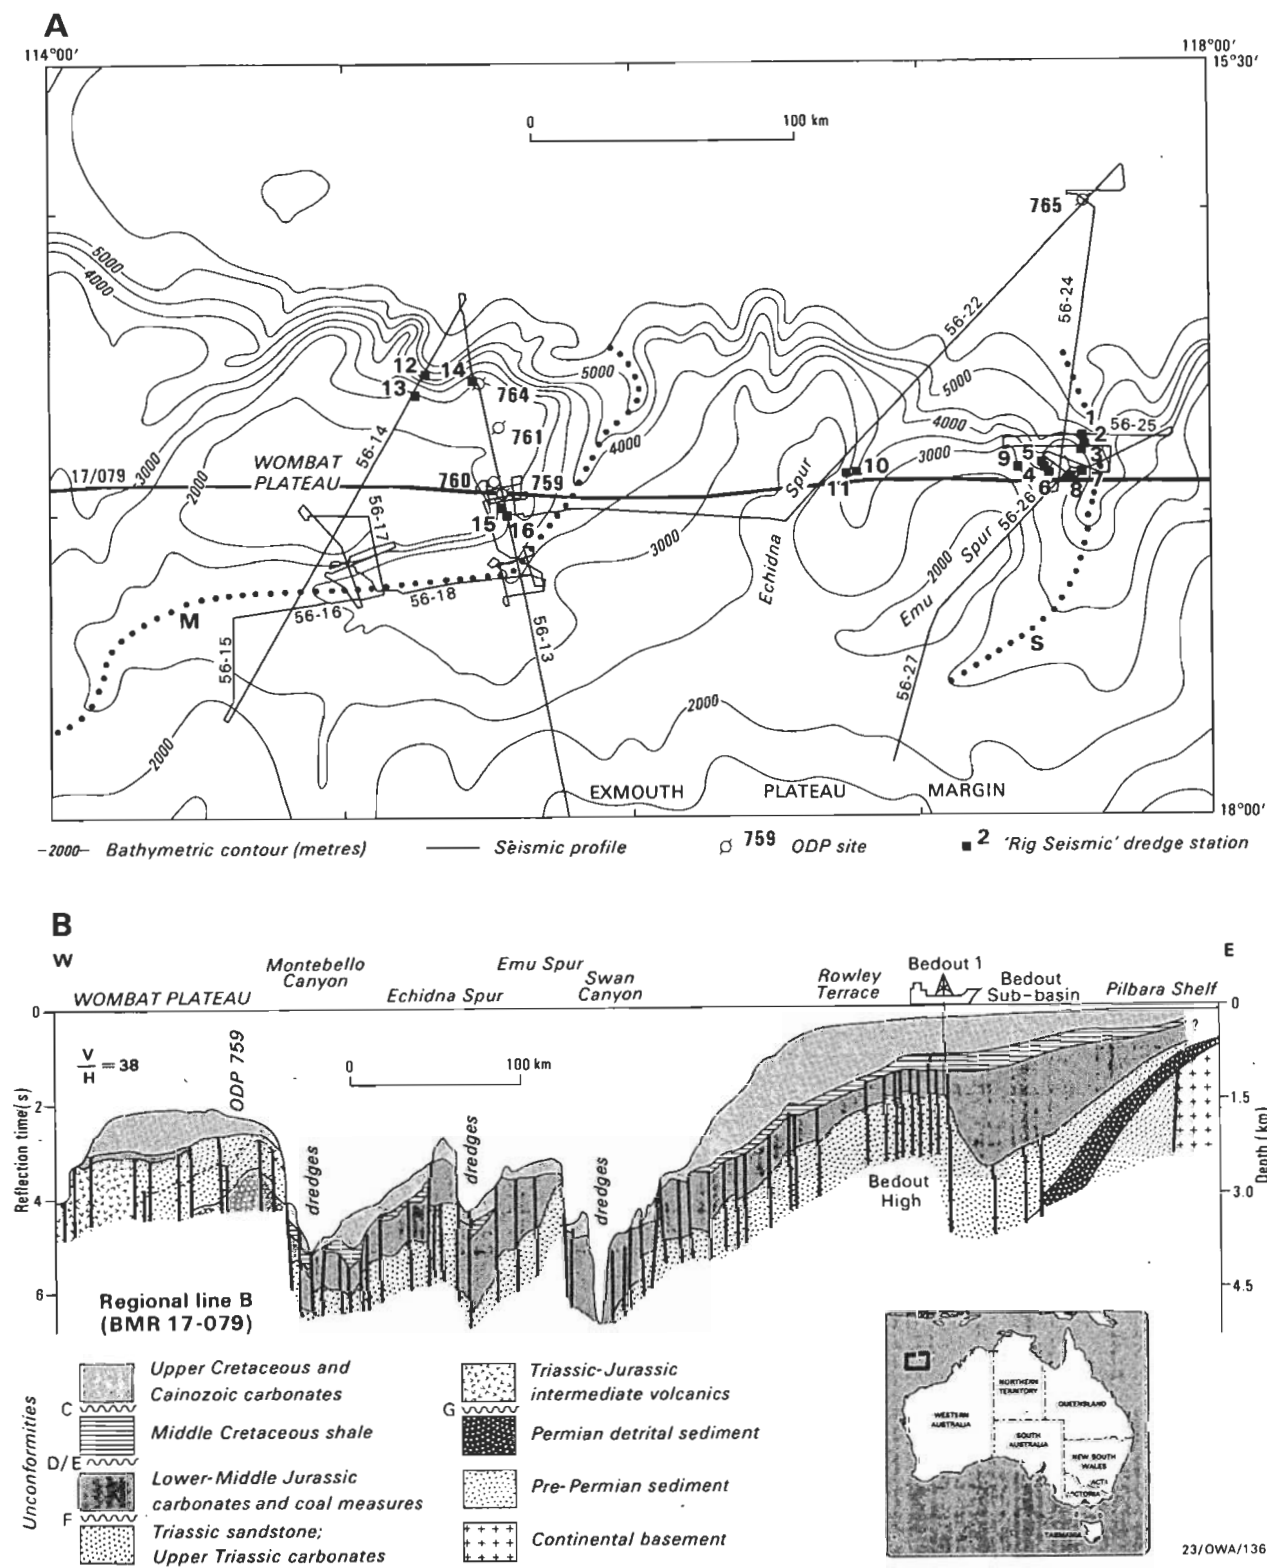 A
114°00'
118°00'
15°30'
0
100 km
765
5000
4000
56-24
56-22
12
14
13
764
5000
5000
1
2
56-25
4000
761
56-14
4000
3000
5
3
9
10
3000
WOMBAT
PLATEAU
17/079
2000
760
759
11
4
6
8
7
Spur
56-17
15
16
56-26
3000
Echidna
Spur
2000
56-18
Emu
M
56-16
56-13
S
56-15
56-27
2000
2000
EXMOUTH PLATEAU MARGIN
18°00'
-2000- Bathymetric contour (metres)
Seismic profile
759 ODP site
2 'Rig Seismic' dredge station
B
W
E
Montebello
Canyon
Emu Spur
Swan
Canyon
Rowley
Terrace
Bedout 1
Bedout
Sub-basin
WOMBAT PLATEAU
Echidna Spur
Pilbara Shelf
0
0
?
V/H = 38
ODP 759
0
100 km
2
1.5
Reflection time (s)
Depth (km)
dredges
dredges
dredges
4
3.0
Bedout
High
6
4.5
Regional line B
(BMR 17-079)
Unconformities
Upper Cretaceous and
Cainozoic carbonates
C
Middle Cretaceous shale
D/E
Lower-Middle Jurassic
carbonates and coal measures
F
Triassic sandstone;
Upper Triassic carbonates
Triassic-Jurassic
intermediate volcanics
G
Permian detrital sediment
Pre-Permian sediment
Continental basement
NORTHERN
TERRITORY
QUEENSLAND
WESTERN
AUSTRALIA
SOUTH
AUSTRALIA
NEW SOUTH
WALES
ACT
VICTORIA
TASMANIA
23/OWA/136